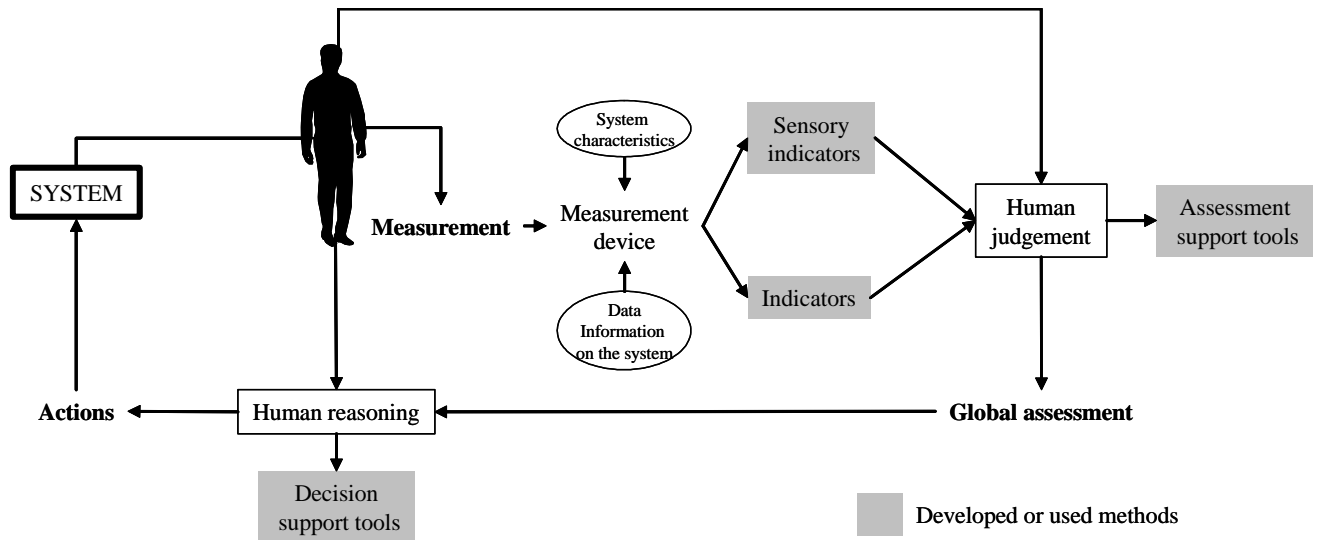 SYSTEM
Measurement
System
characteristics
Measurement
device
Data
Information
on the system
Sensory
indicators
Indicators
Human
judgement
Assessment
support tools
Actions
Human reasoning
Global assessment
Decision
support tools
Developed or used methods